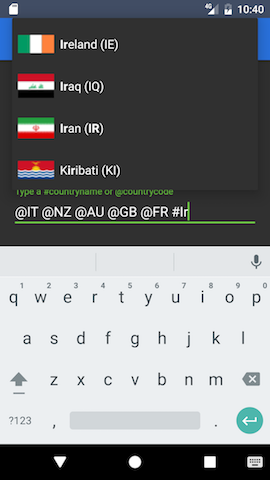 4G 10:40
Ireland (IE)
Iraq (IQ)
Iran (IR)
Kiribati (KI)
Type a #countryname or @countrycode
@IT @NZ @AU @GB @FR #Ir
1 2 3 4 5 6 7 8 9 0
q w e r t y u i o p
a s d f g h j k l
z x c v b n m
?123 , .